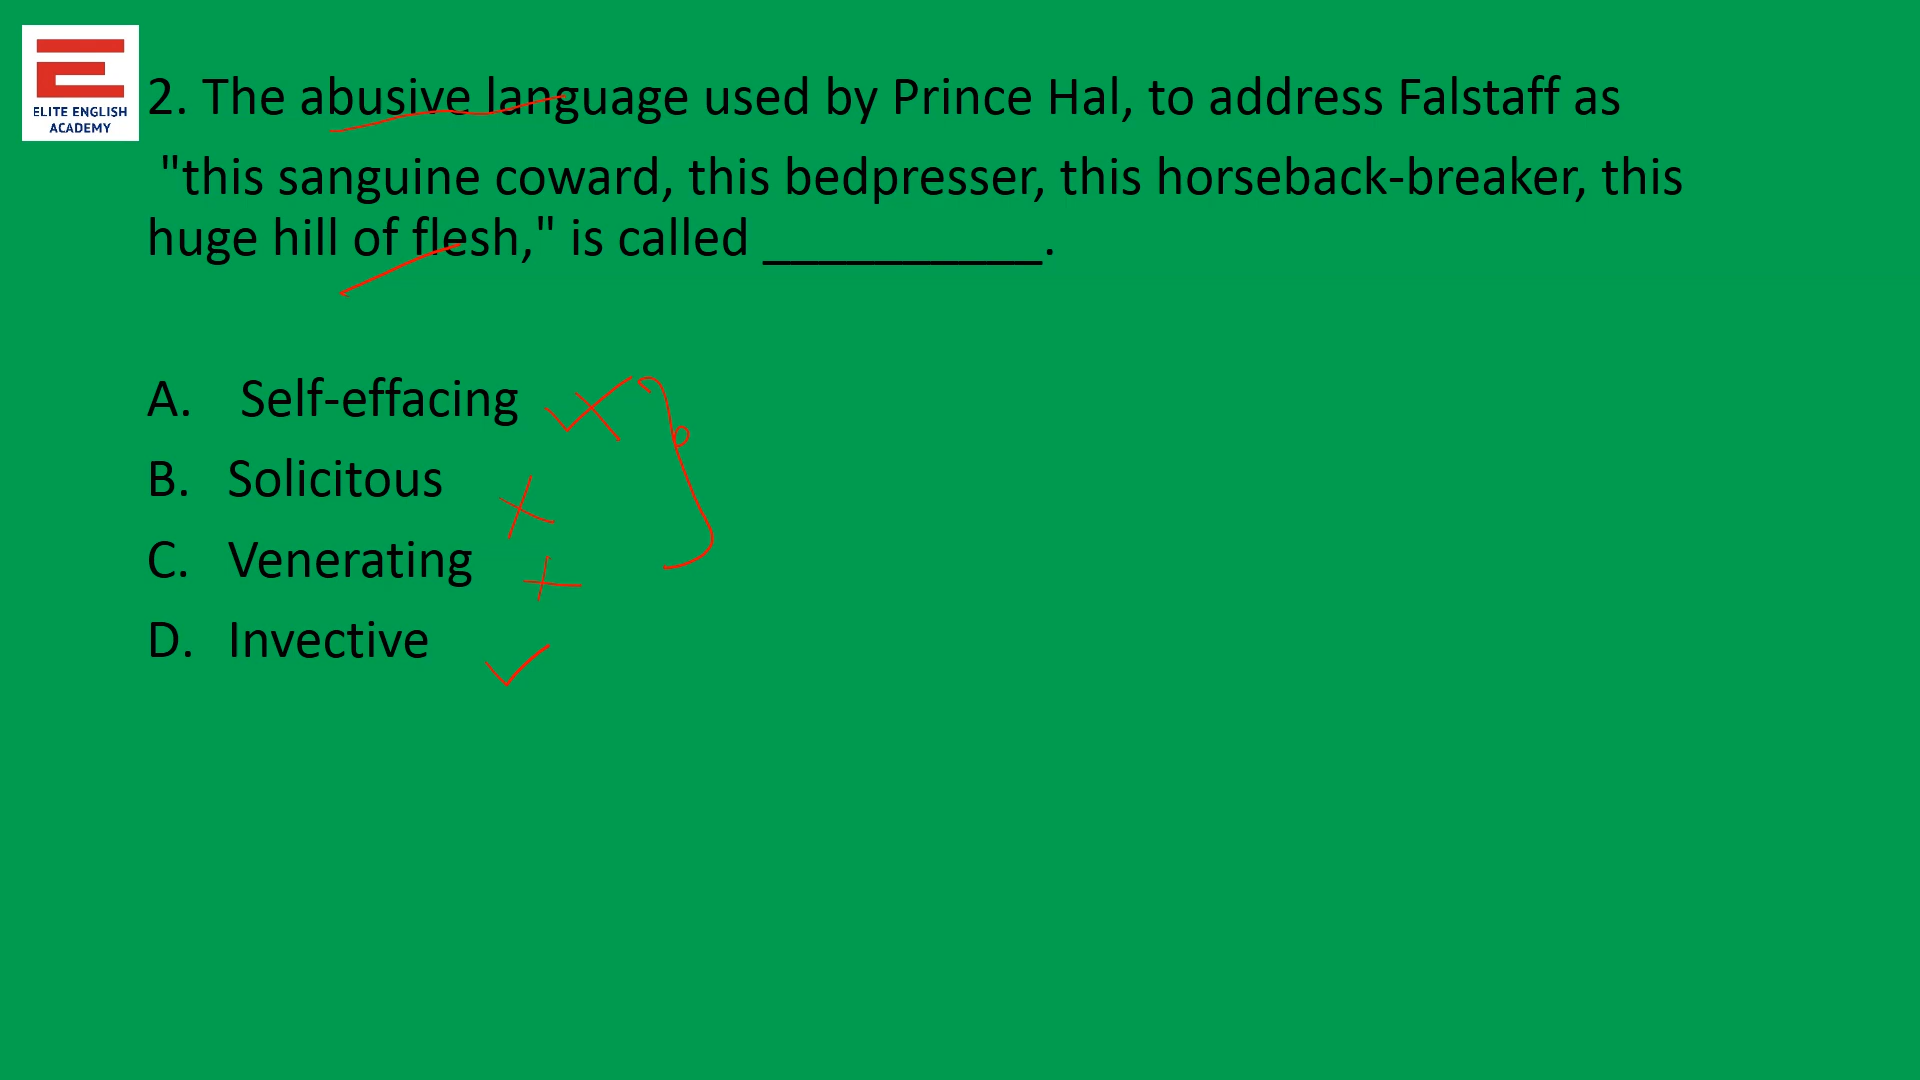 ELITE ENGLISH
ACADEMY
2. The abusive language used by Prince Hal, to address Falstaff as
"this sanguine coward, this bedpresser, this horseback-breaker, this
huge hill of flesh," is called ___________.
A. Self-effacing
B. Solicitous
C. Venerating
D. Invective